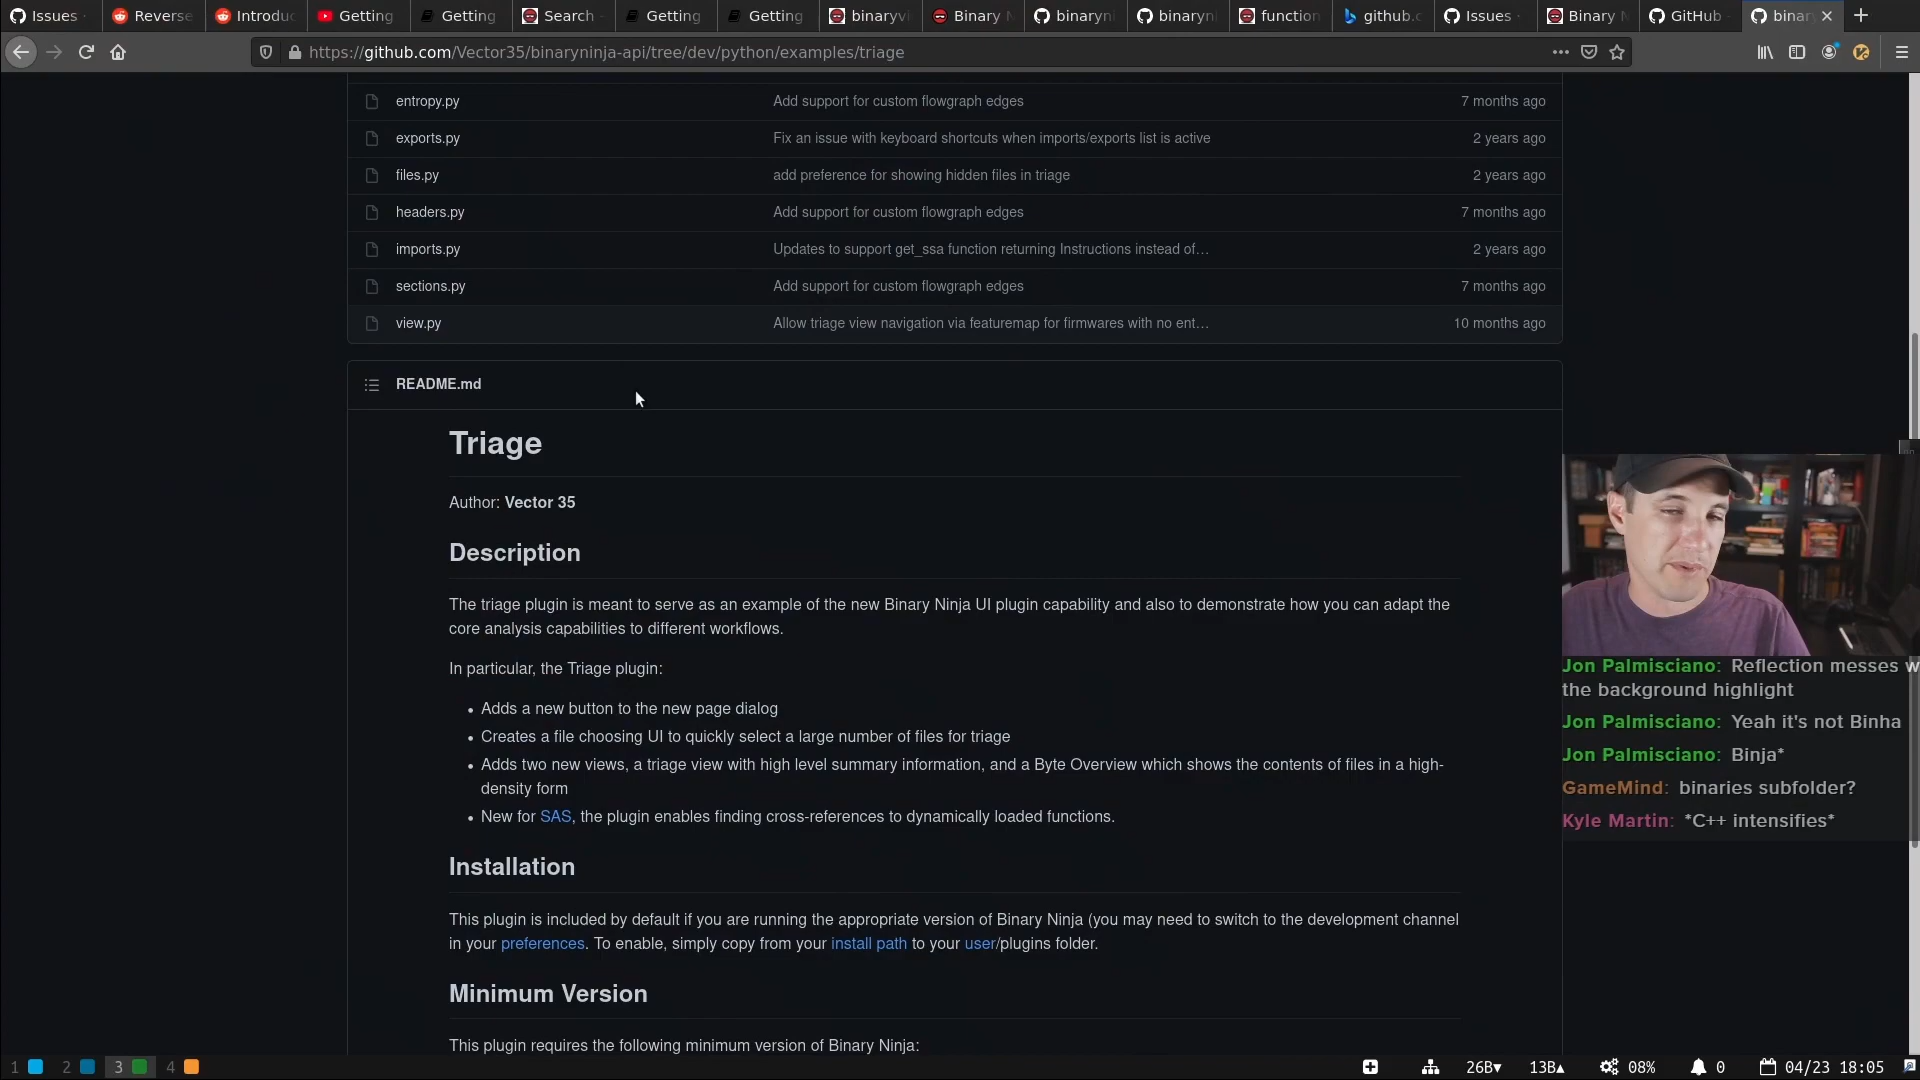 Issues
Reverse
Introdu
Getting
Getting
Search
Getting
Getting
binaryvi
Binary N
binaryni
binaryni
function
github.c
Issues
Binary N
GitHub
binar
https://github.com/Vector35/binaryninja-api/tree/dev/python/examples/triage
entropy.py Add support for custom flowgraph edges 7 months ago
exports.py Fix an issue with keyboard shortcuts when imports/exports list is active 2 years ago
files.py add preference for showing hidden files in triage 2 years ago
headers.py Add support for custom flowgraph edges 7 months ago
imports.py Updates to support get_ssa function returning Instructions instead of… 2 years ago
sections.py Add support for custom flowgraph edges 7 months ago
view.py Allow triage view navigation via featuremap for firmwares with no ent… 10 months ago
README.md
Triage
Author: Vector 35
Description
The triage plugin is meant to serve as an example of the new Binary Ninja UI plugin capability and also to demonstrate how you can adapt the
core analysis capabilities to different workflows.
In particular, the Triage plugin:
• Adds a new button to the new page dialog
• Creates a file choosing UI to quickly select a large number of files for triage
• Adds two new views, a triage view with high level summary information, and a Byte Overview which shows the contents of files in a high-
density form
• New for SAS, the plugin enables finding cross-references to dynamically loaded functions.
Installation
This plugin is included by default if you are running the appropriate version of Binary Ninja (you may need to switch to the development channel
in your preferences. To enable, simply copy from your install path to your user/plugins folder.
Minimum Version
This plugin requires the following minimum version of Binary Ninja:
Jon Palmisciano: Reflection messes w
the background highlight
Jon Palmisciano: Yeah it's not Binha
Jon Palmisciano: Binja*
GameMind: binaries subfolder?
Kyle Martin: *C++ intensifies*
1 2 3 4
26B▾ 13B▴ 08% 0 04/23 18:05